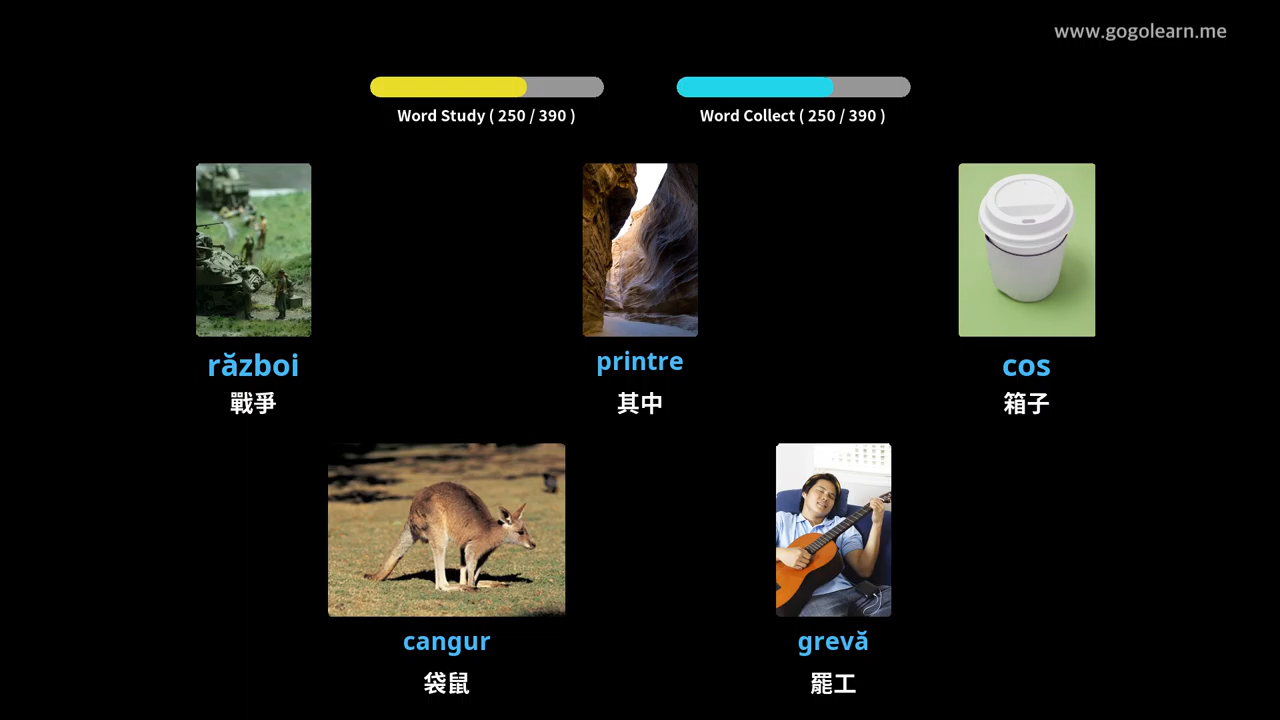 www.gogolearn.me
Word Study ( 250 / 390 )
Word Collect ( 250 / 390 )
război
戰爭
printre
其中
cos
箱子
cangur
袋鼠
grevă
罷工